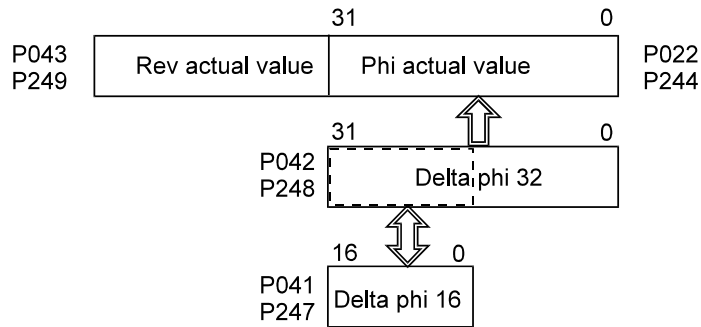 31 0
P043 Rev actual value Phi actual value P022
P249 P244
31 0
P042 Delta phi 32
P248
16 0
P041 Delta phi 16
P247